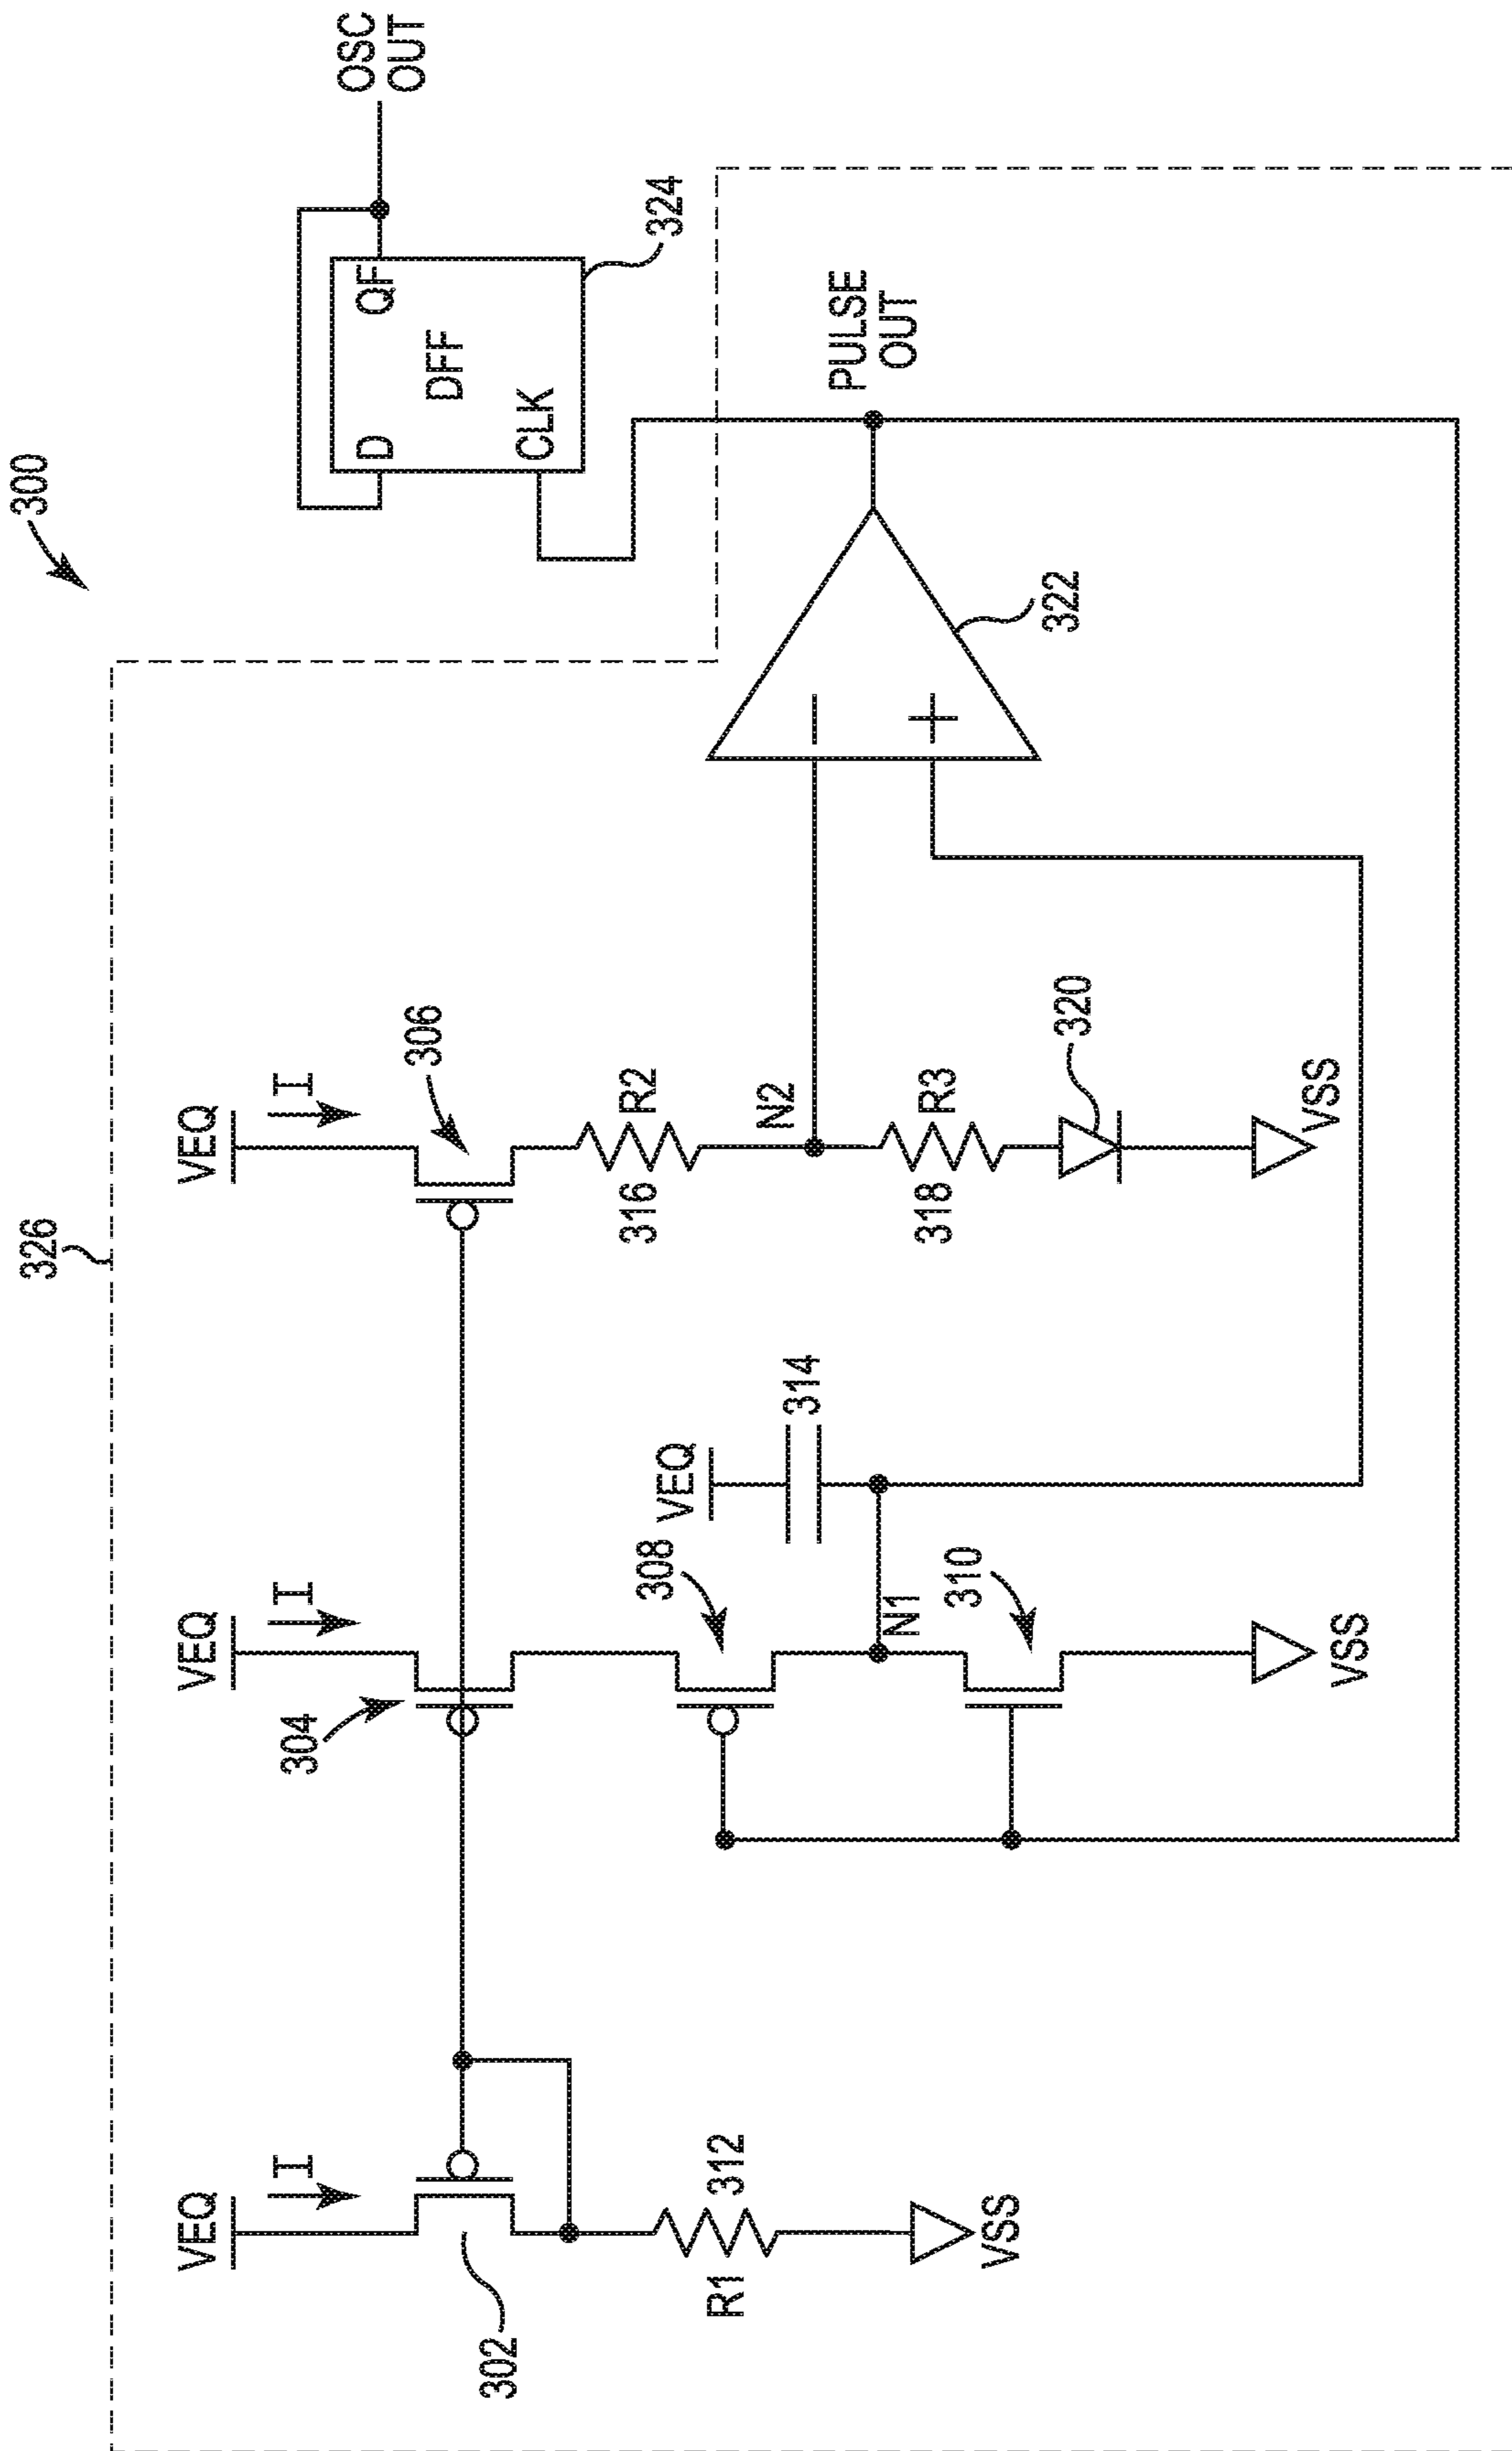 300
326
OSC
OUT
D
QF
DFF
CLK
324
VEQ
I
302
R1
312
VSS
VEQ
I
304
308
N1
310
VSS
VEQ
314
VEQ
I
306
316
R2
N2
318
R3
320
VSS
−
+
322
PULSE
OUT